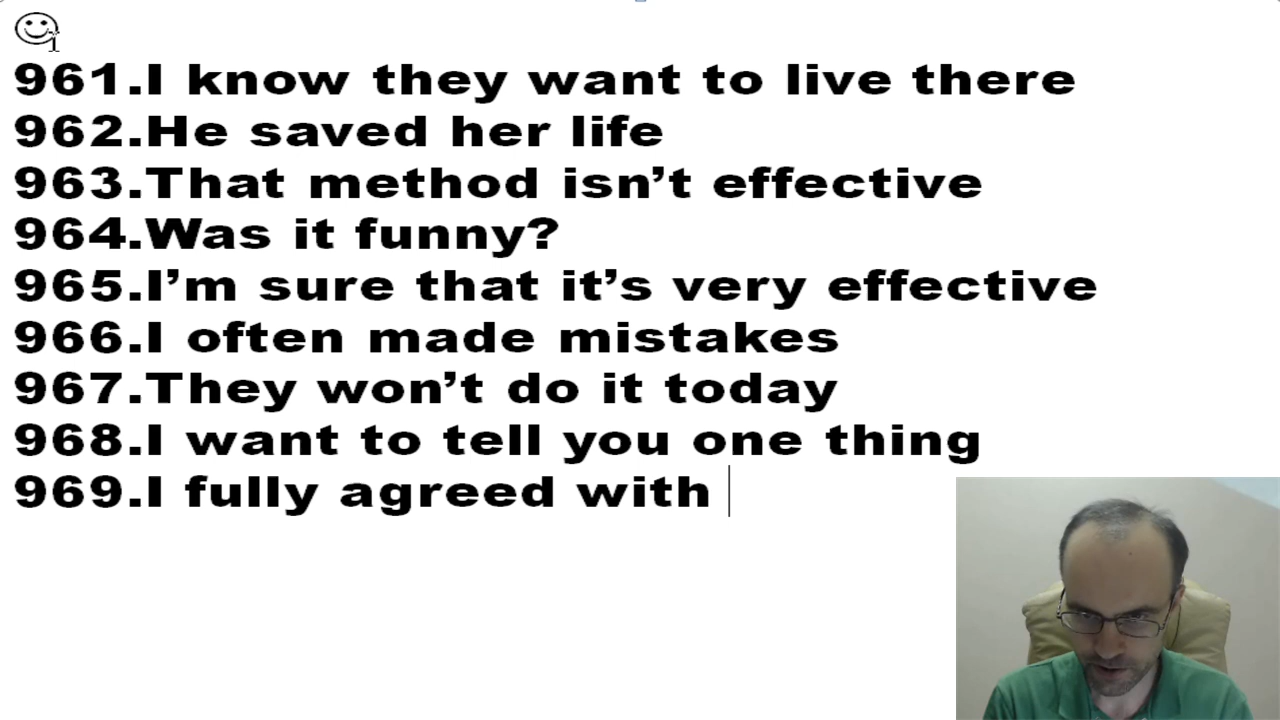 961.I know they want to live there
962.He saved her life
963.That method isn’t effective
964.Was it funny?
965.I’m sure that it’s very effective
966.I often made mistakes
967.They won’t do it today
968.I want to tell you one thing
969.I fully agreed with